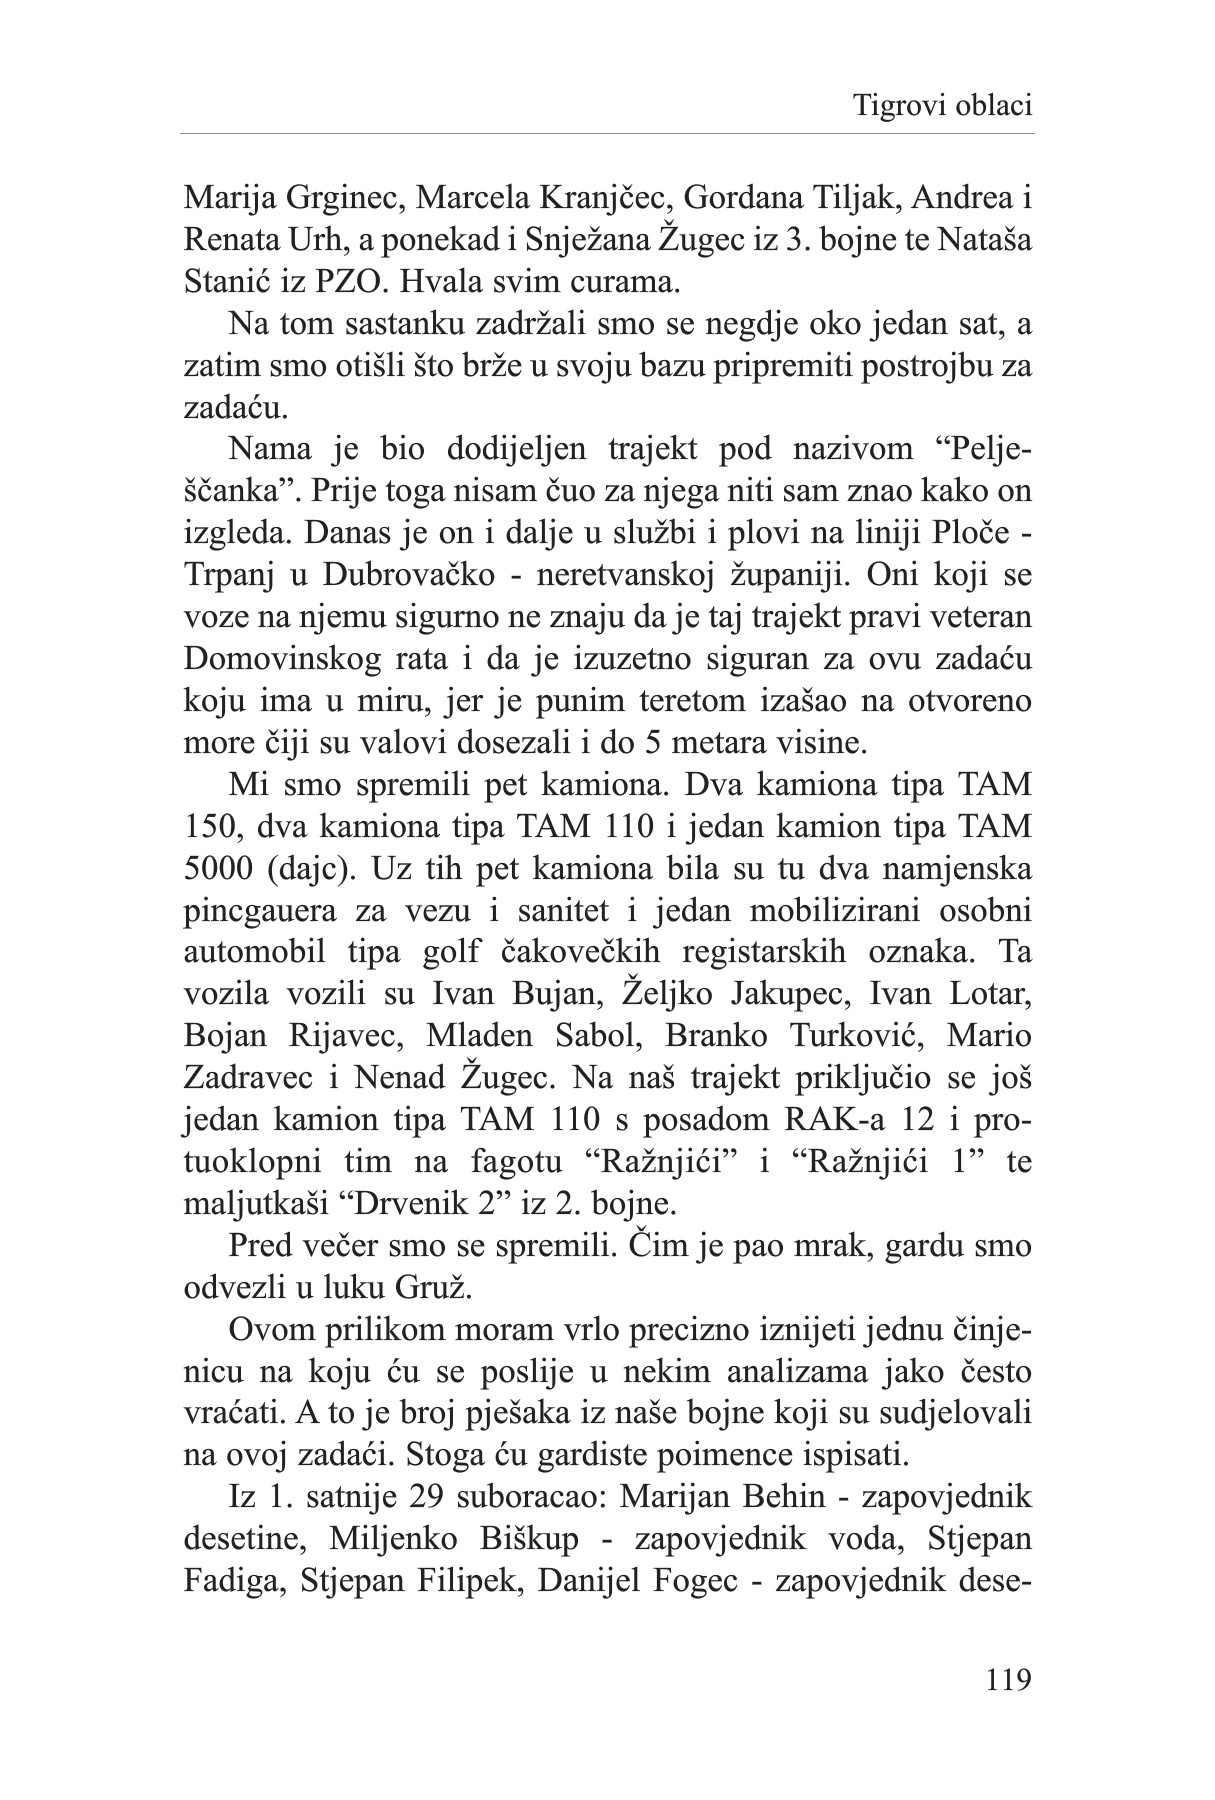 Tigrovi oblaci
Marija Grginec, Marcela Kranjčec, Gordana Tiljak, Andrea i
Renata Urh, a ponekad i Snježana Žugec iz 3. bojne te Nataša
Stanić iz PZO. Hvala svim curama.
Na tom sastanku zadržali smo se negdje oko jedan sat, a
zatim smo otišli što brže u svoju bazu pripremiti postrojbu za
zadaću.
Nama je bio dodijeljen trajekt pod nazivom “Pelje-
ščanka”. Prije toga nisam čuo za njega niti sam znao kako on
izgleda. Danas je on i dalje u službi i plovi na liniji Ploče -
Trpanj u Dubrovačko - neretvanskoj županiji. Oni koji se
voze na njemu sigurno ne znaju da je taj trajekt pravi veteran
Domovinskog rata i da je izuzetno siguran za ovu zadaću
koju ima u miru, jer je punim teretom izašao na otvoreno
more čiji su valovi dosezali i do 5 metara visine.
Mi smo spremili pet kamiona. Dva kamiona tipa TAM
150, dva kamiona tipa TAM 110 i jedan kamion tipa TAM
5000 (dajc). Uz tih pet kamiona bila su tu dva namjenska
pincgauera za vezu i sanitet i jedan mobilizirani osobni
automobil tipa golf čakovečkih registarskih oznaka. Ta
vozila vozili su Ivan Bujan, Željko Jakupec, Ivan Lotar,
Bojan Rijavec, Mladen Sabol, Branko Turković, Mario
Zadravec i Nenad Žugec. Na naš trajekt priključio se još
jedan kamion tipa TAM 110 s posadom RAK-a 12 i pro-
tuoklopni tim na fagotu “Ražnjići” i “Ražnjići 1” te
maljutkaši “Drvenik 2” iz 2. bojne.
Pred večer smo se spremili. Čim je pao mrak, gardu smo
odvezli u luku Gruž.
Ovom prilikom moram vrlo precizno iznijeti jednu činje-
nicu na koju ću se poslije u nekim analizama jako često
vraćati. A to je broj pješaka iz naše bojne koji su sudjelovali
na ovoj zadaći. Stoga ću gardiste poimence ispisati.
Iz 1. satnije 29 suboracao: Marijan Behin - zapovjednik
desetine, Miljenko Biškup - zapovjednik voda, Stjepan
Fadiga, Stjepan Filipek, Danijel Fogec - zapovjednik dese-
119